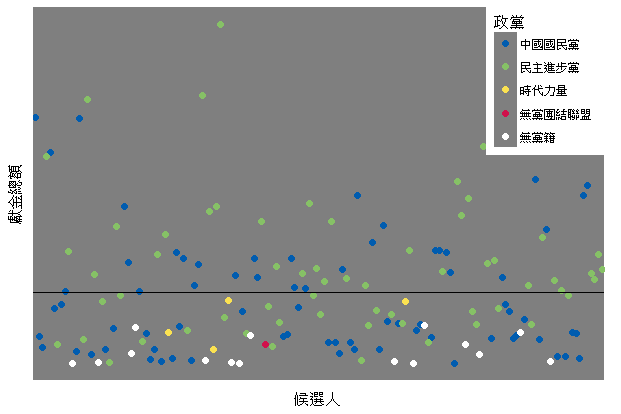 政黨
中國國民黨
民主進步黨
時代力量
無黨團結聯盟
無黨籍
獻金總額
候選人